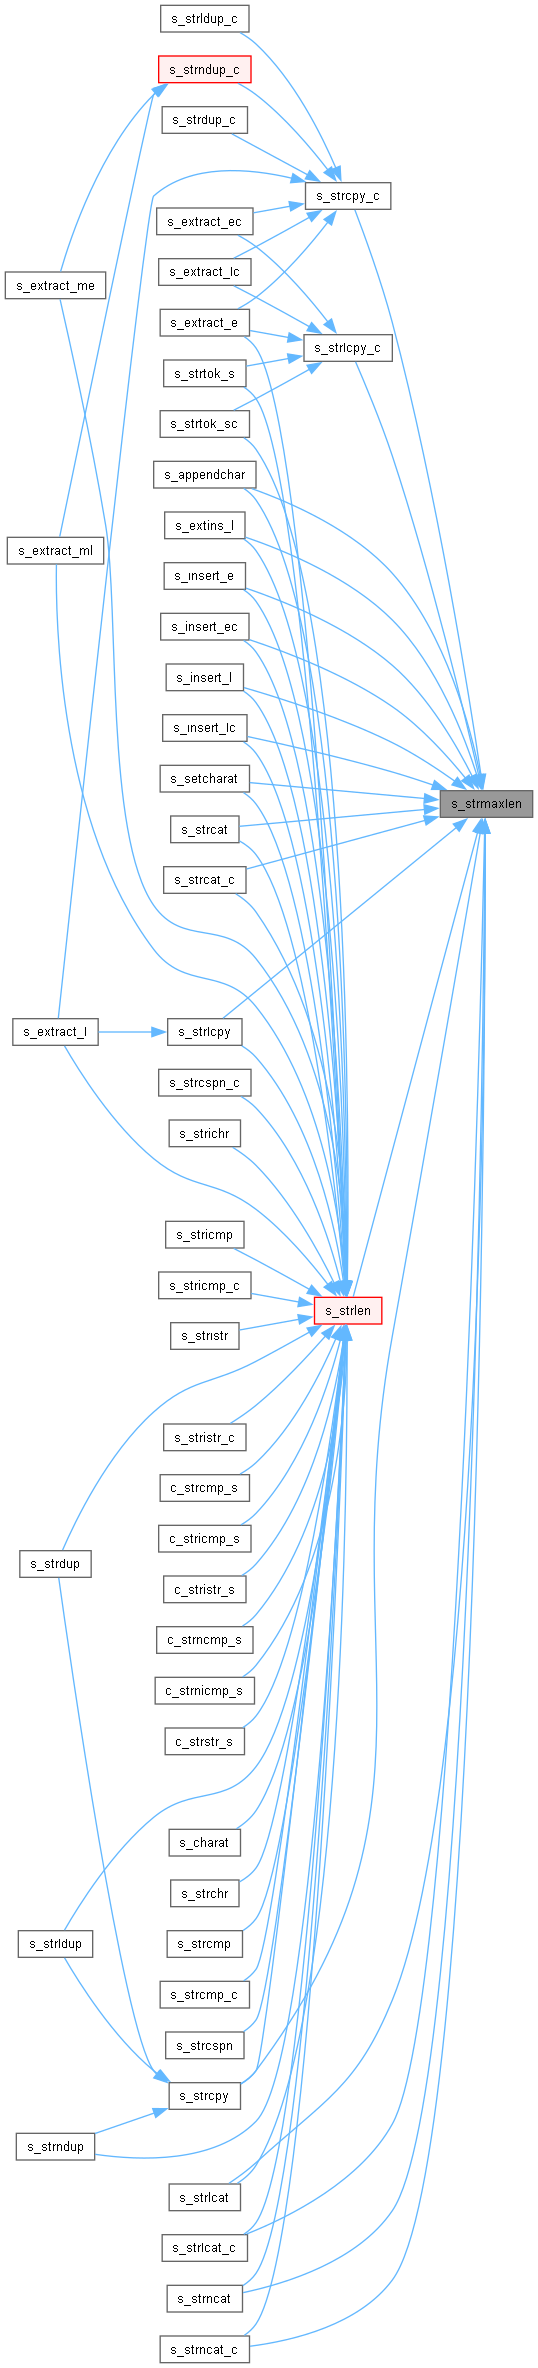 s_strldup_c
s_strndup_c
s_strdup_c
s_strcpy_c
s_extract_ec
s_extract_lc
s_extract_me
s_extract_e
s_strlcpy_c
s_strtok_s
s_strtok_sc
s_appendchar
s_extins_l
s_extract_ml
s_insert_e
s_insert_ec
s_insert_l
s_insert_lc
s_setcharat
s_strmaxlen
s_strcat
s_strcat_c
s_extract_l
s_strlcpy
s_strcspn_c
s_strichr
s_stricmp
s_stricmp_c
s_strlen
s_stristr
s_stristr_c
c_strcmp_s
c_stricmp_s
s_strdup
c_stristr_s
c_strncmp_s
c_strnicmp_s
c_strstr_s
s_charat
s_strchr
s_strldup
s_strcmp
s_strcmp_c
s_strcspn
s_strcpy
s_strndup
s_strlcat
s_strlcat_c
s_strncat
s_strncat_c